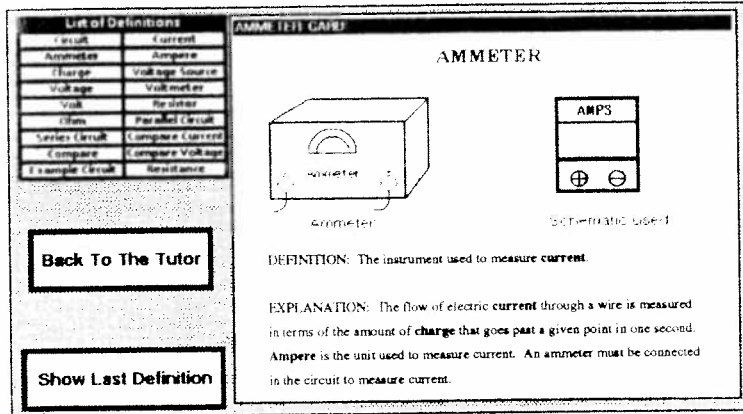 List of Definitions
Circuit Current
Ammeter Ampere
Charge Voltage Source
Voltage Voltmeter
Volt Resistor
Ohm Parallel Circuit
Series Circuit Compare Current
Compare Compare Voltage
Example Circuit Resistance
Back To The Tutor
Show Last Definition
AMMETER CARD
AMMETER
Ammeter
Ammeter
AMPS
Schematic used
DEFINITION: The instrument used to measure current.
EXPLANATION: The flow of electric current through a wire is measured
in terms of the amount of charge that goes past a given point in one second.
Ampere is the unit used to measure current. An ammeter must be connected
in the circuit to measure current.